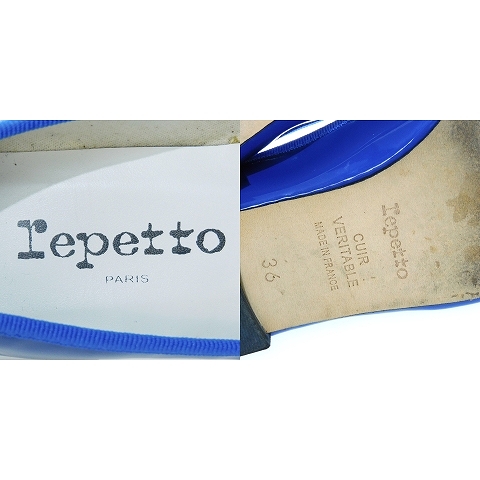 repetto
PARIS
repetto
CUIR
VERITABLE
MADE IN FRANCE
36